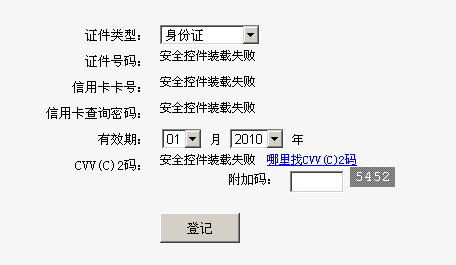 证件类型： 身份证
证件号码： 安全控件装载失败
信用卡卡号： 安全控件装载失败
信用卡查询密码： 安全控件装载失败
有效期： 01 月 2010 年
CVV(C)2码： 安全控件装载失败 哪里找CVV(C)2码
附加码： 5452
登记